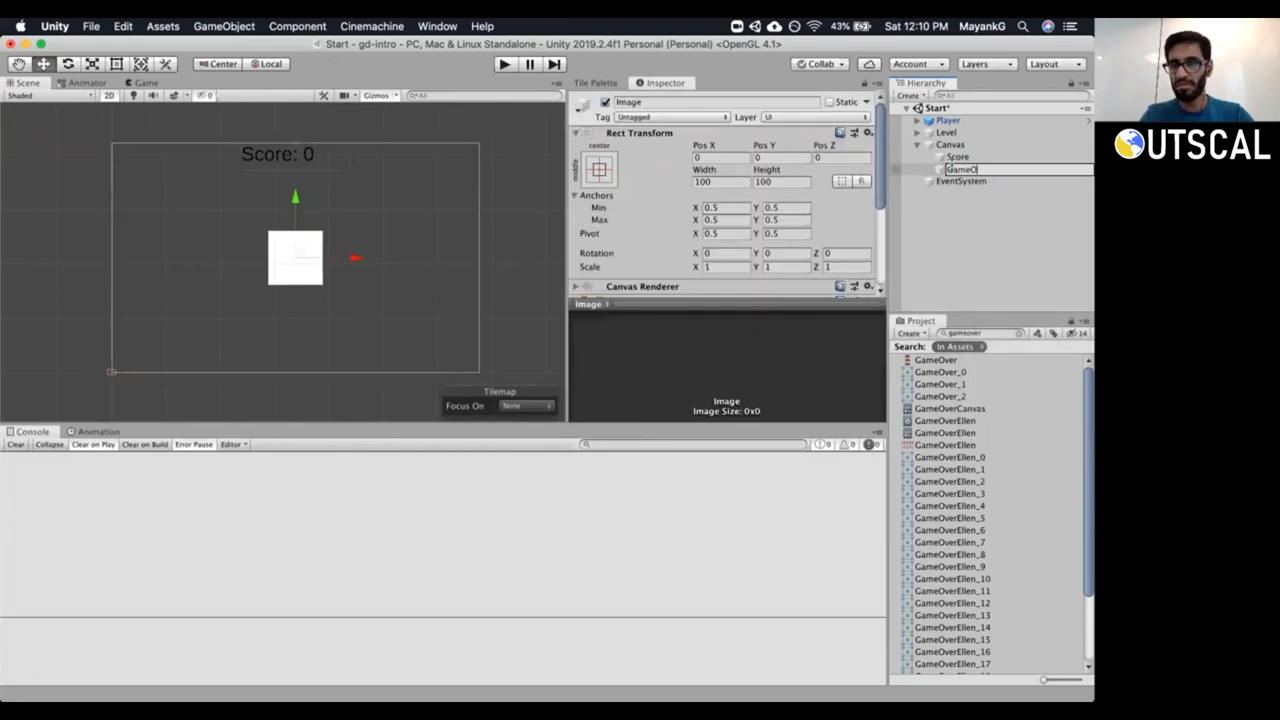 Unity File Edit Assets GameObject Component Cinemachine Window Help 43% Sat 12:10 PM MayankG
Start - gd-intro - PC, Mac & Linux Standalone - Unity 2019.2.4f1 Personal (Personal) <OpenGL 4.1>
Center Local Collab Account Layers Layout
Scene Animator Game
Shaded 2D 0 Gizmos All
Score: 0
Tilemap
Focus On None
Tile Palette Inspector
Image Static
Tag Untagged Layer UI
Rect Transform
center Pos X Pos Y Pos Z
middle 0 0 0
Width Height
100 100 R
Anchors
Min X 0.5 Y 0.5
Max X 0.5 Y 0.5
Pivot X 0.5 Y 0.5
Rotation X 0 Y 0 Z 0
Scale X 1 Y 1 Z 1
Canvas Renderer
Image
Image
Image Size: 0x0
Hierarchy
Create All
Start*
Player
Level
Canvas
Score
GameO
EventSystem
Project
Create gameover 14
Search: In Assets
GameOver
GameOver_0
GameOver_1
GameOver_2
GameOverCanvas
GameOverEllen
GameOverEllen
GameOverEllen
GameOverEllen_0
GameOverEllen_1
GameOverEllen_2
GameOverEllen_3
GameOverEllen_4
GameOverEllen_5
GameOverEllen_6
GameOverEllen_7
GameOverEllen_8
GameOverEllen_9
GameOverEllen_10
GameOverEllen_11
GameOverEllen_12
GameOverEllen_13
GameOverEllen_14
GameOverEllen_15
GameOverEllen_16
GameOverEllen_17
Console Animation
Clear Collapse Clear on Play Clear on Build Error Pause Editor 0 0 0
OUTSCAL